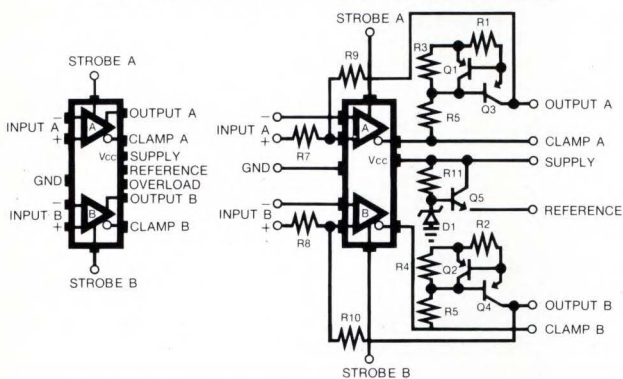 STROBE A
−
INPUT A
+
A
OUTPUT A
CLAMP A
Vcc
SUPPLY
REFERENCE
GND
OVERLOAD
OUTPUT B
−
INPUT B
+
B
CLAMP B
STROBE B
STROBE A
R9
R3
R1
Q1
Q3
OUTPUT A
−
INPUT A
+
R7
A
R5
CLAMP A
GND
Vcc
SUPPLY
R11
Q5
REFERENCE
D1
−
INPUT B
+
R8
B
R4
Q2
R2
Q4
R5
OUTPUT B
CLAMP B
R10
STROBE B